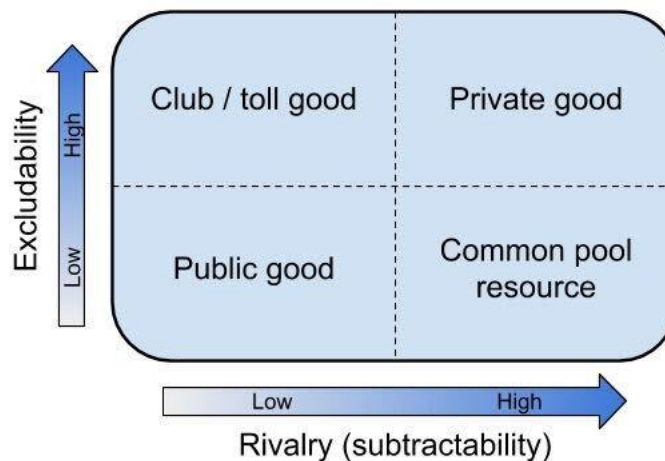 Excludability
High
Low
Club / toll good
Private good
Public good
Common pool
resource
Low
High
Rivalry (subtractability)